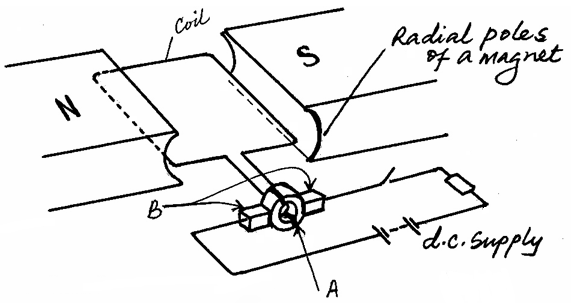 Coil
Radial poles
of a magnet
S
N
B
d.c. Supply
A